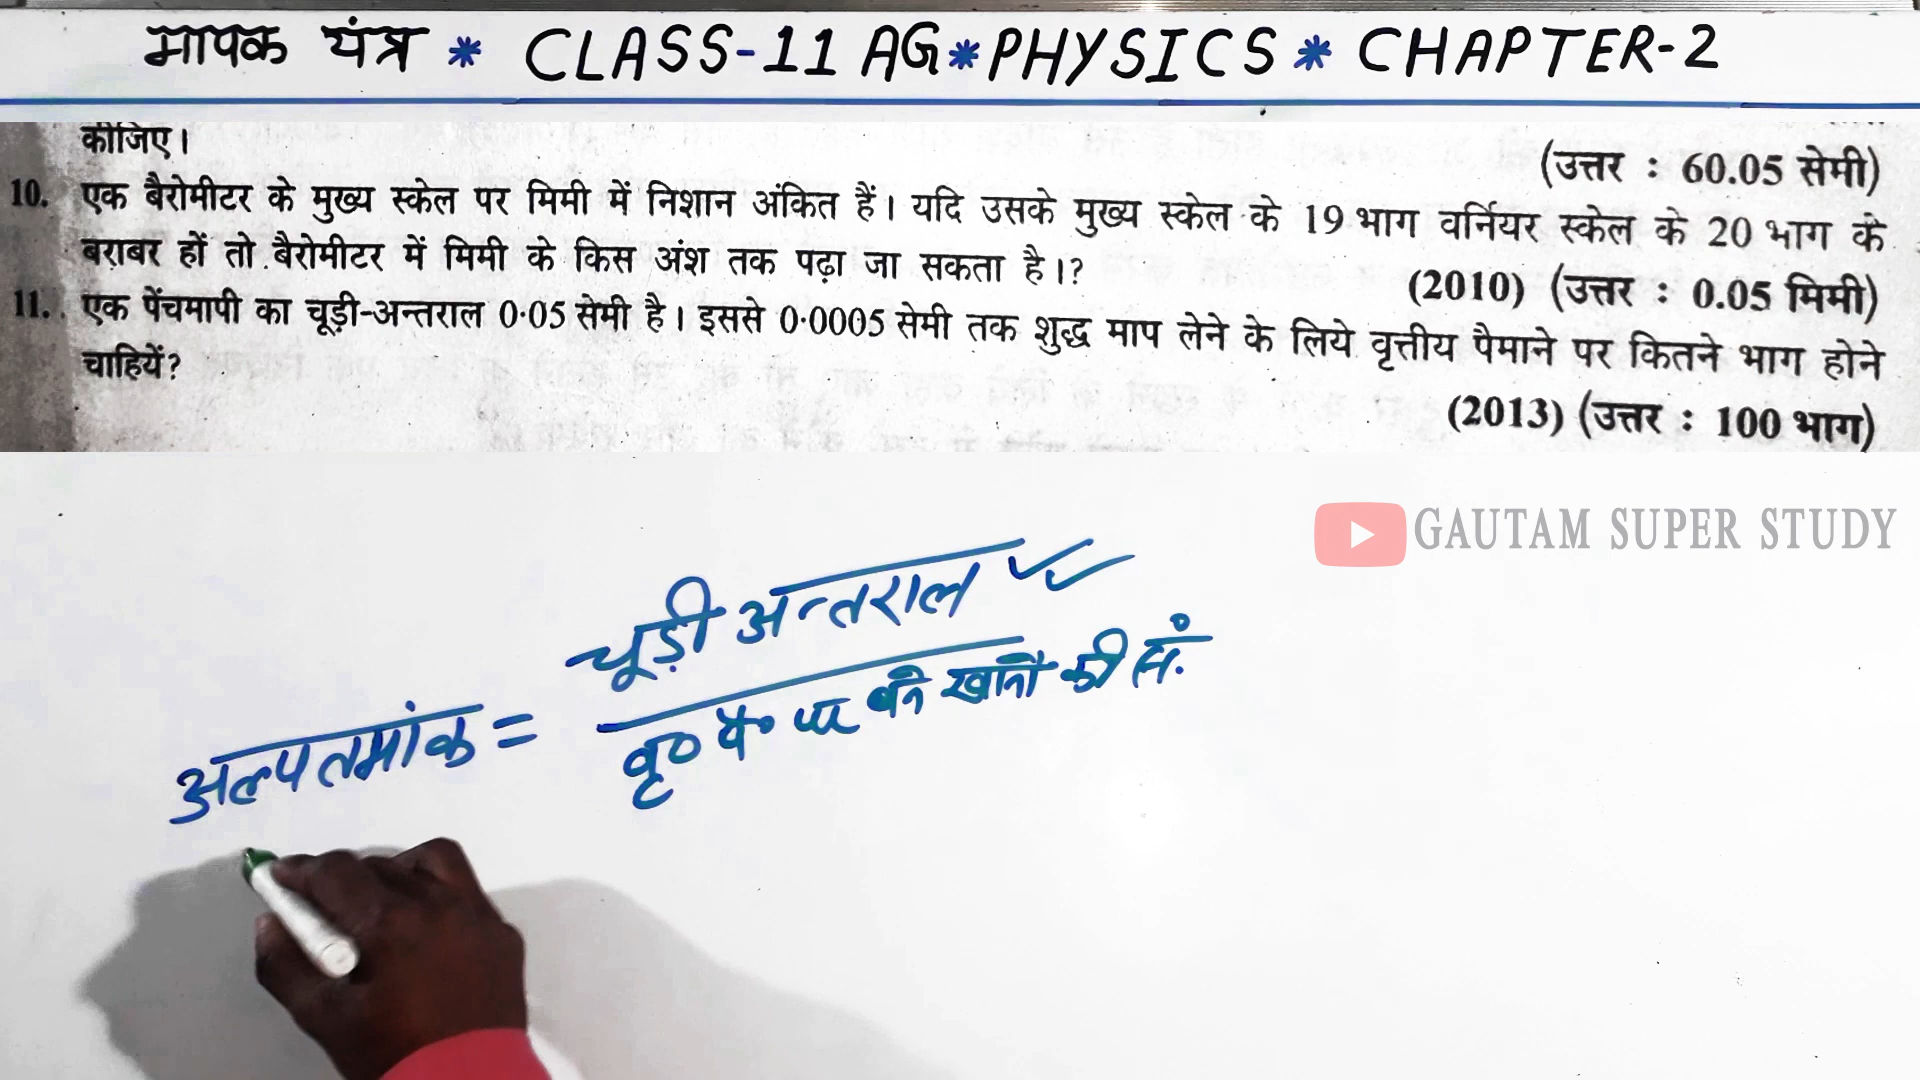 मापक यंत्र * CLASS-11 AG * PHYSICS * CHAPTER-2
कीजिए।
(उत्तर : 60.05 सेमी)
10. एक बैरोमीटर के मुख्य स्केल पर मिमी में निशान अंकित हैं। यदि उसके मुख्य स्केल के 19 भाग वर्नियर स्केल के 20 भाग के
बराबर हों तो बैरोमीटर में मिमी के किस अंश तक पढ़ा जा सकता है।?
(2010) (उत्तर : 0.05 मिमी)
11. एक पेंचमापी का चूड़ी-अन्तराल 0·05 सेमी है। इससे 0·0005 सेमी तक शुद्ध माप लेने के लिये वृत्तीय पैमाने पर कितने भाग होने
चाहियें?
(2013) (उत्तर : 100 भाग)
GAUTAM SUPER STUDY
चूड़ी अन्तराल
अल्पतमांक =
वृ० पै० पर बने खानों की सं.